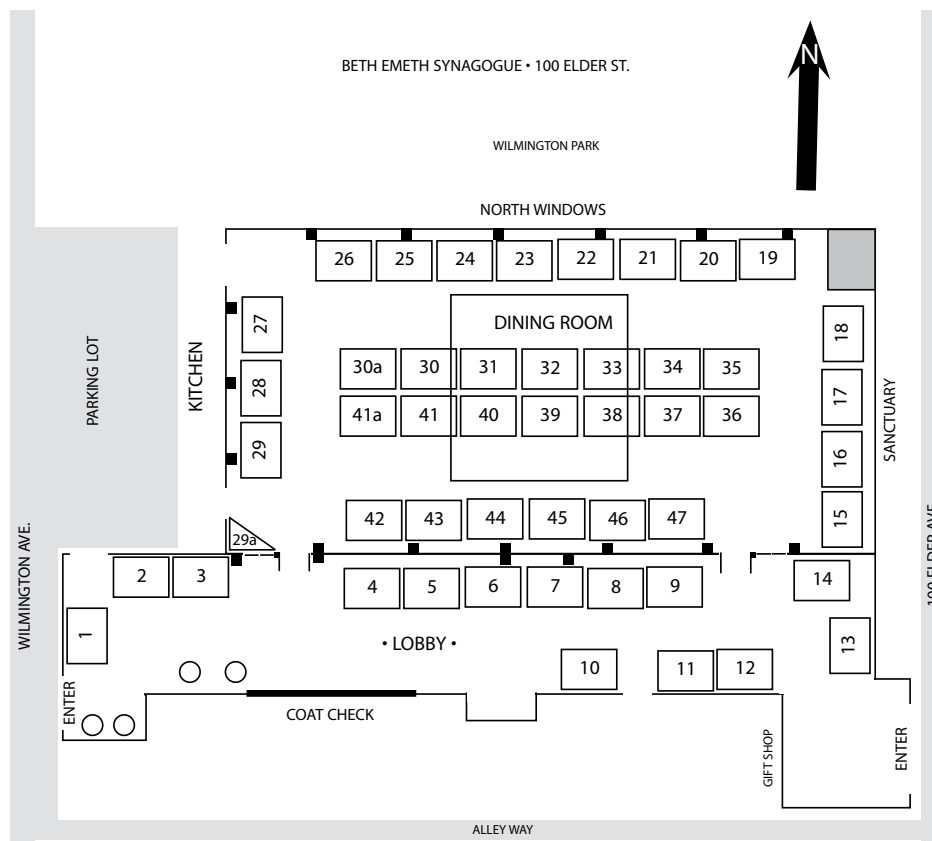 BETH EMETH SYNAGOGUE • 100 ELDER ST.
N
WILMINGTON PARK
NORTH WINDOWS
26 25 24 23 22 21 20 19
DINING ROOM
27
28
29
29a
KITCHEN
PARKING LOT
30a 30 31 32 33 34 35
41a 41 40 39 38 37 36
18
17
16
15
SANCTUARY
42 43 44 45 46 47
WILMINGTON AVE.
100 ELDER AVE
2 3 4 5 6 7 8 9 14
1
13
• LOBBY •
10 11 12
ENTER
COAT CHECK
GIFT SHOP
ENTER
ALLEY WAY